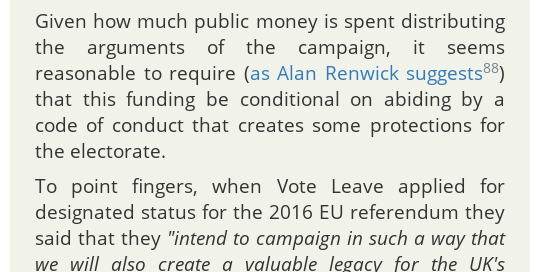 Given how much public money is spent distributing
the arguments of the campaign, it seems
reasonable to require (as Alan Renwick suggests88)
that this funding be conditional on abiding by a
code of conduct that creates some protections for
the electorate.
To point fingers, when Vote Leave applied for
designated status for the 2016 EU referendum they
said that they "intend to campaign in such a way that
we will also create a valuable legacy for the UK's